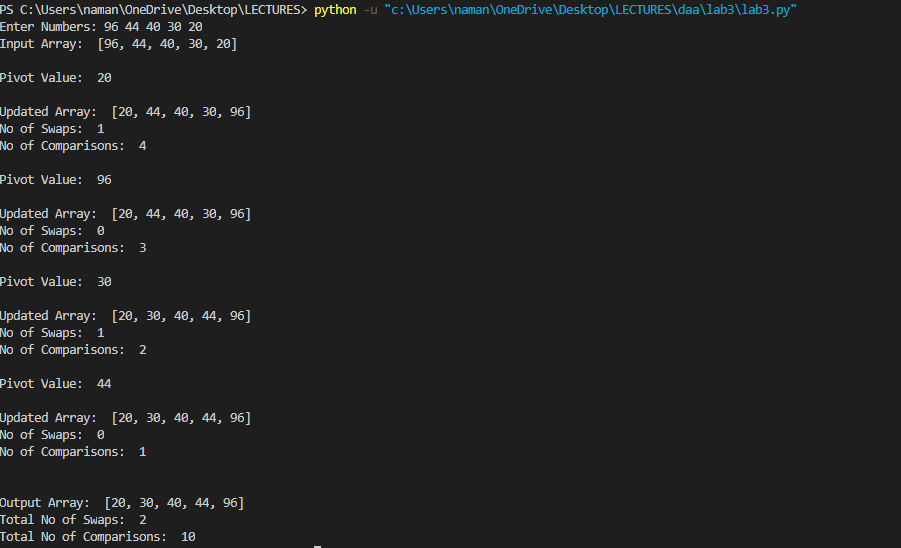 PS C:\Users\naman\OneDrive\Desktop\LECTURES> python -u "c:\Users\naman\OneDrive\Desktop\LECTURES\daa\lab3\lab3.py"
Enter Numbers: 96 44 40 30 20
Input Array:  [96, 44, 40, 30, 20]
Pivot Value:  20
Updated Array:  [20, 44, 40, 30, 96]
No of Swaps:  1
No of Comparisons:  4
Pivot Value:  96
Updated Array:  [20, 44, 40, 30, 96]
No of Swaps:  0
No of Comparisons:  3
Pivot Value:  30
Updated Array:  [20, 30, 40, 44, 96]
No of Swaps:  1
No of Comparisons:  2
Pivot Value:  44
Updated Array:  [20, 30, 40, 44, 96]
No of Swaps:  0
No of Comparisons:  1
Output Array:  [20, 30, 40, 44, 96]
Total No of Swaps:  2
Total No of Comparisons:  10